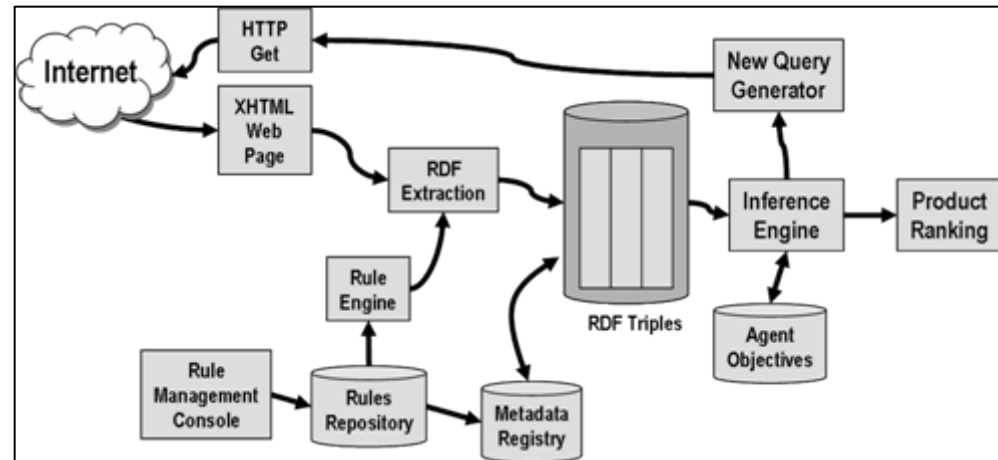 HTTP
Get
Internet
New Query
Generator
XHTML
Web
Page
RDF
Extraction
Inference
Engine
Product
Ranking
Rule
Engine
RDF Triples
Agent
Objectives
Rule
Management
Console
Rules
Repository
Metadada
Registry